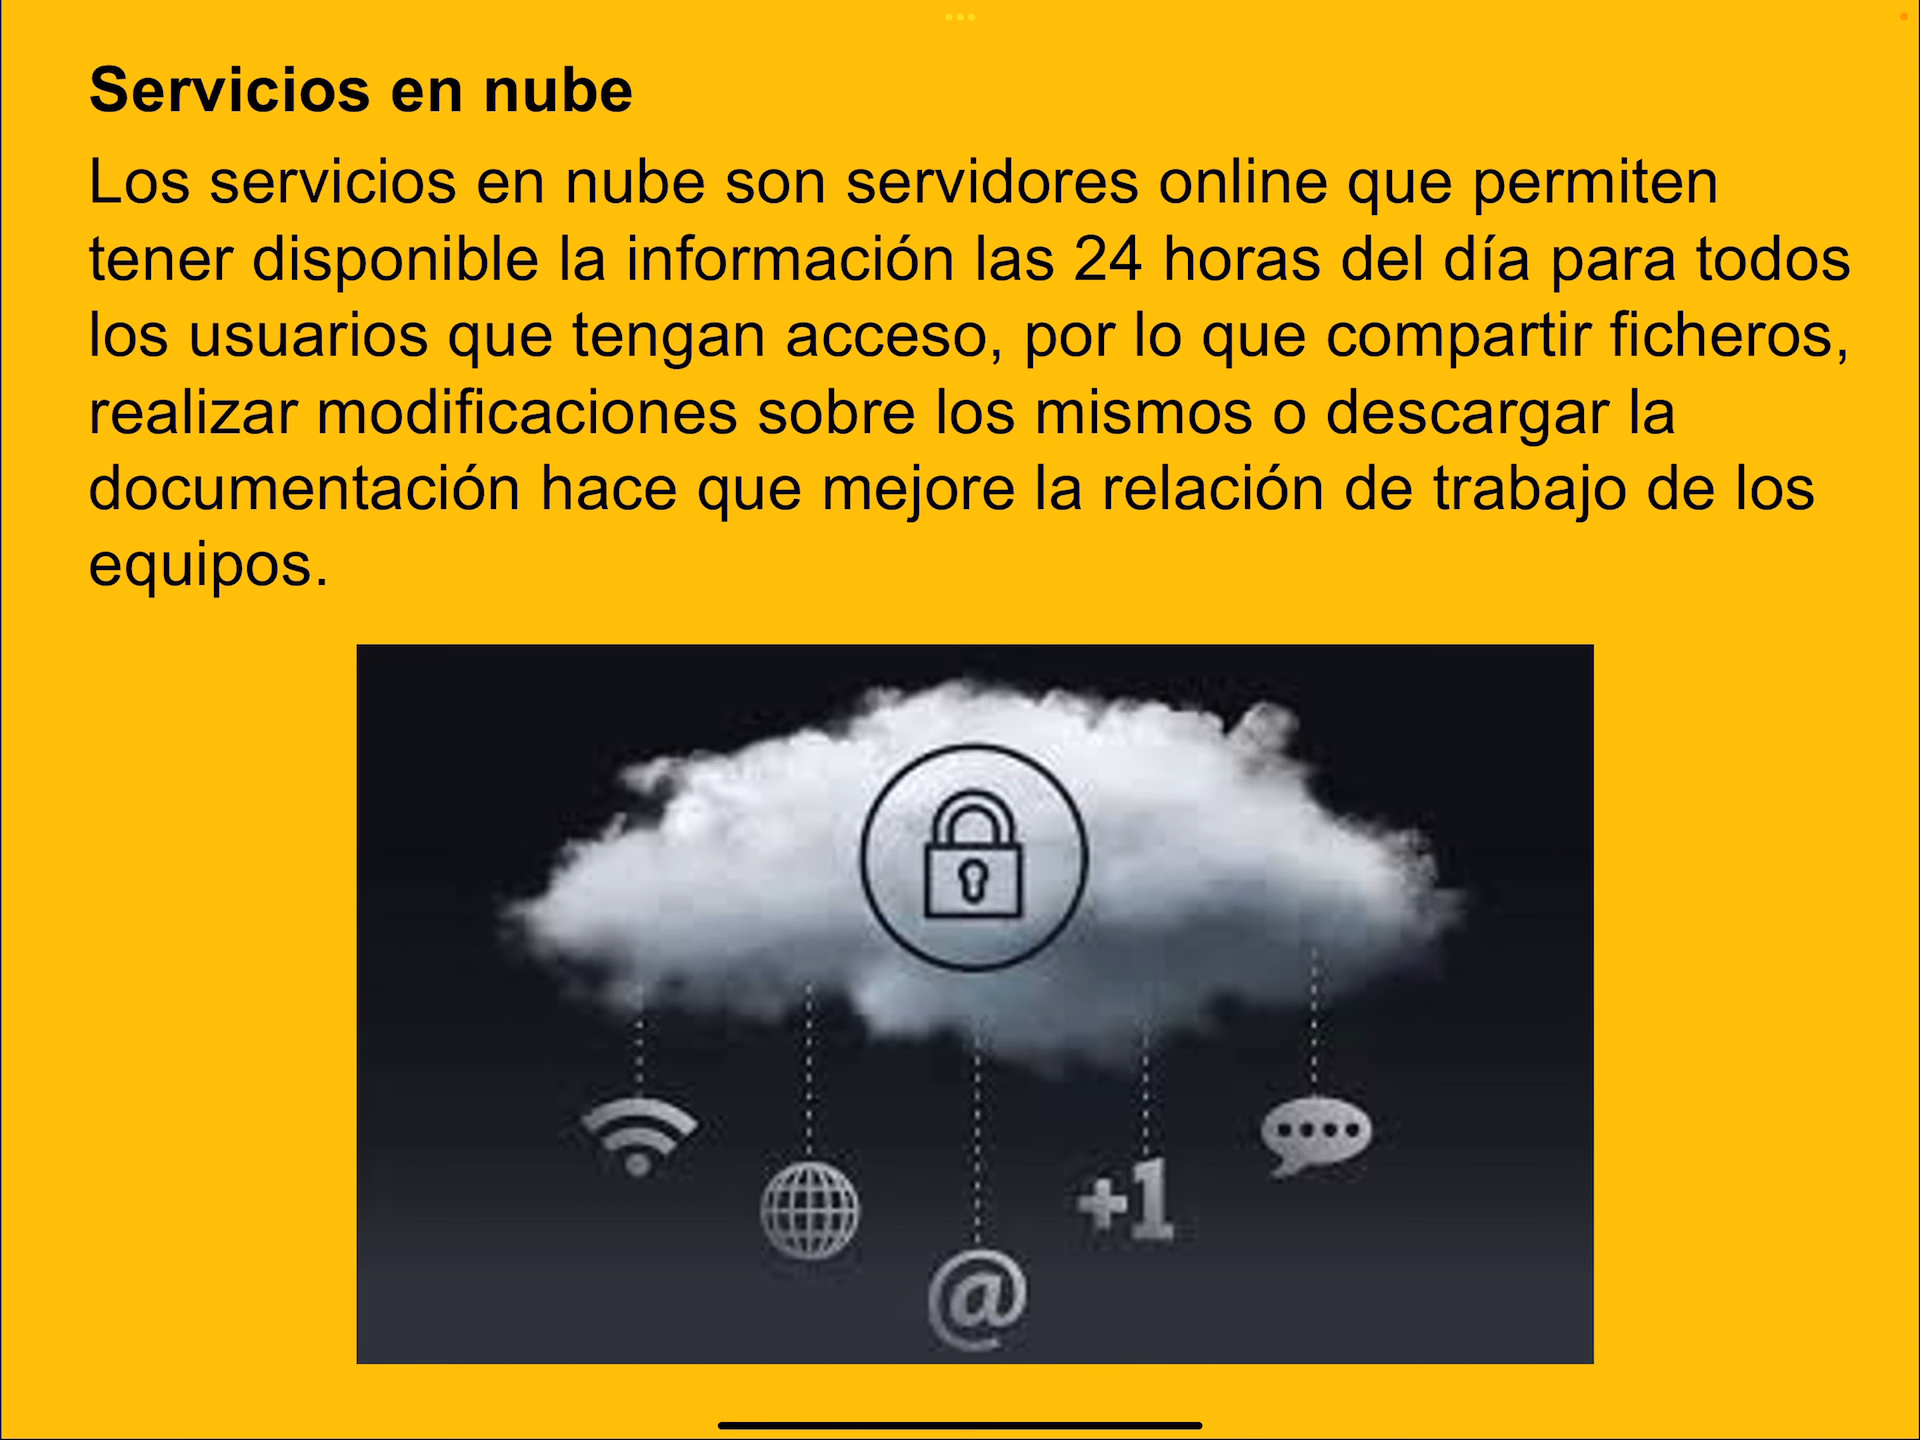 Servicios en nube
Los servicios en nube son servidores online que permiten
tener disponible la información las 24 horas del día para todos
los usuarios que tengan acceso, por lo que compartir ficheros,
realizar modificaciones sobre los mismos o descargar la
documentación hace que mejore la relación de trabajo de los
equipos.
+1
@